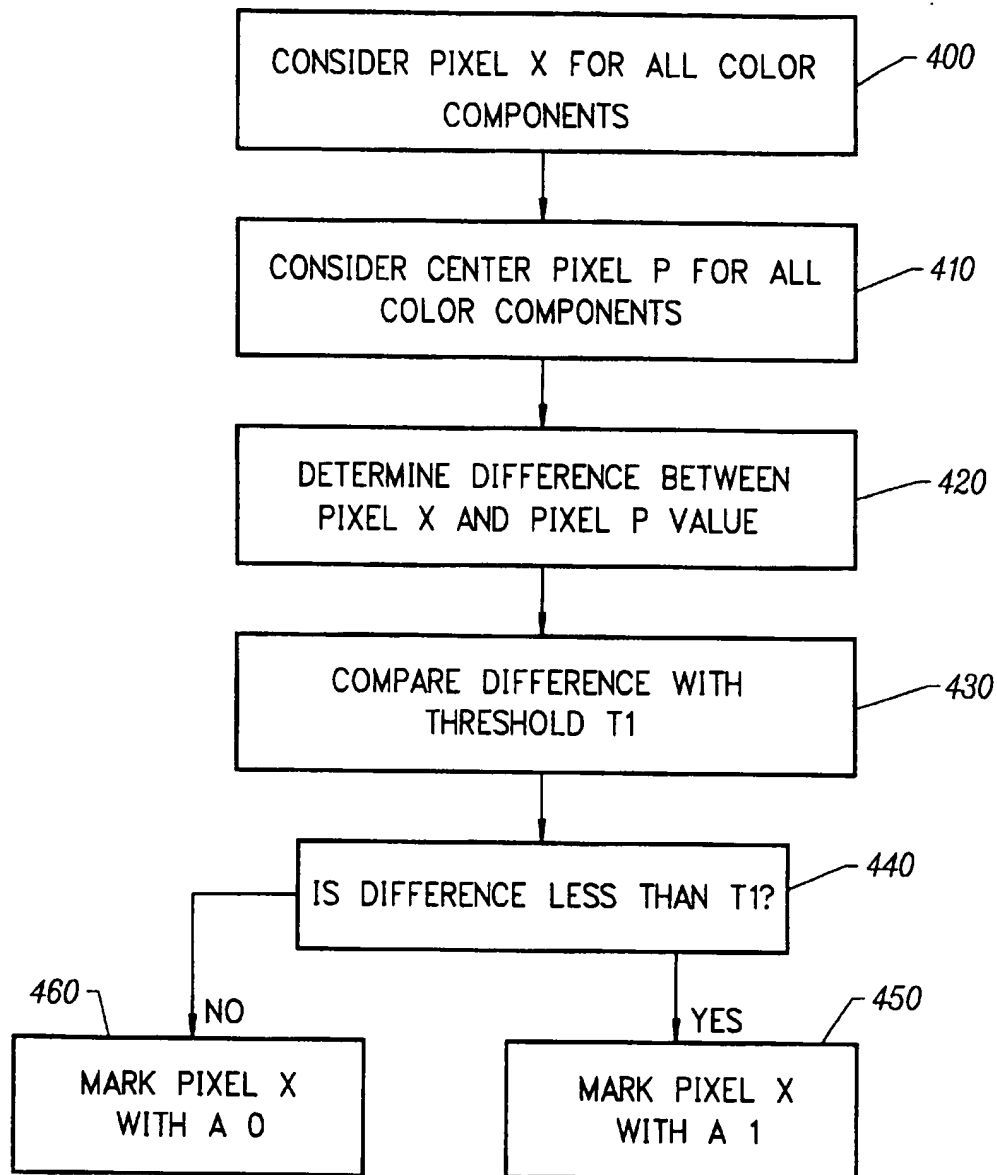 CONSIDER PIXEL X FOR ALL COLOR
COMPONENTS
400
CONSIDER CENTER PIXEL P FOR ALL
COLOR COMPONENTS
410
DETERMINE DIFFERENCE BETWEEN
PIXEL X AND PIXEL P VALUE
420
COMPARE DIFFERENCE WITH
THRESHOLD T1
430
IS DIFFERENCE LESS THAN T1?
440
460
NO
MARK PIXEL X
WITH A 0
450
YES
MARK PIXEL X
WITH A 1